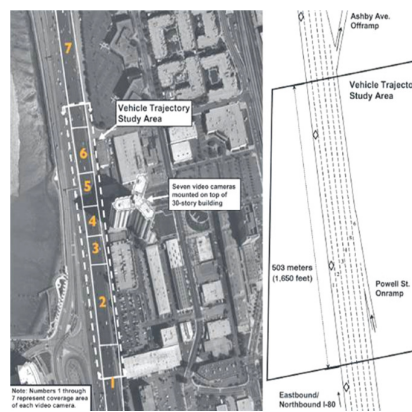 7
Vehicle Trajectory
Study Area
6
5
Seven video cameras
mounted on top of
30-story building
4
3
2
1
Note: Numbers 1 through
7 represent coverage area
of each video camera.
Ashby Ave.
Offramp
Vehicle Trajecto
Study Area
503 meters
(1,650 feet)
Powell St.
Onramp
Eastbound/
Northbound I-80